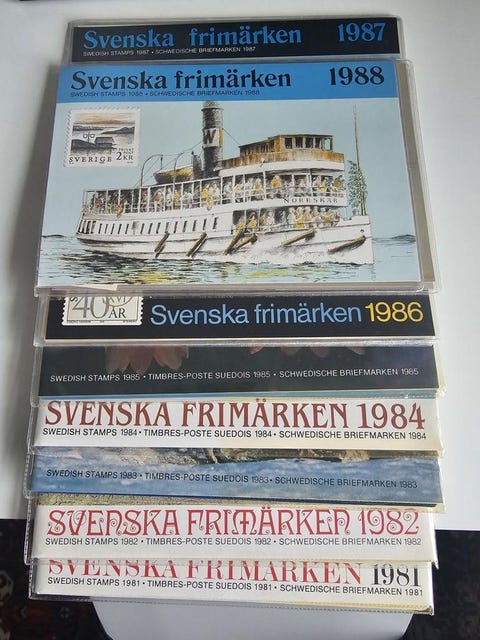 Svenska frimärken 1987
SWEDISH STAMPS 1987 • SCHWEDISCHE BRIEFMARKEN 1987
Svenska frimärken 1988
SWEDISH STAMPS 1988 • SCHWEDISCHE BRIEFMARKEN 1988
SVERIGE 2KR
NORRSKÄR
40 ÅR
Svenska frimärken 1986
SWEDISH STAMPS 1985 • TIMBRES-POSTE SUEDOIS 1985 • SCHWEDISCHE BRIEFMARKEN 1985
SVENSKA FRIMÄRKEN 1984
SWEDISH STAMPS 1984 • TIMBRES-POSTE SUEDOIS 1984 • SCHWEDISCHE BRIEFMARKEN 1984
SWEDISH STAMPS 1983 • TIMBRES-POSTE SUEDOIS 1983 • SCHWEDISCHE BRIEFMARKEN 1983
SVENSKA FRIMÄRKEN 1982
SWEDISH STAMPS 1982 • TIMBRES-POSTE SUEDOIS 1982 • SCHWEDISCHE BRIEFMARKEN 1982
SVENSKA FRIMÄRKEN 1981
SWEDISH STAMPS 1981 • TIMBRES-POSTE SUEDOIS 1981 • SCHWEDISCHE BRIEFMARKEN 1981